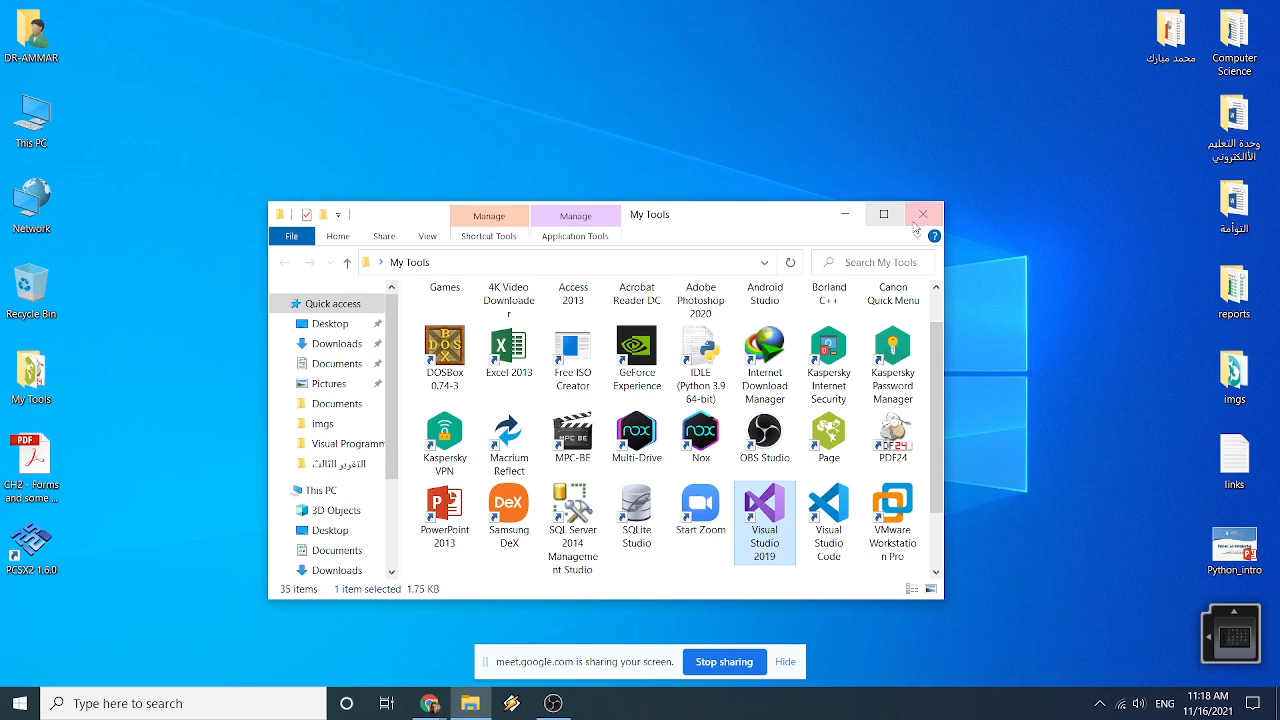 DR-AMMAR
This PC
Network
Recycle Bin
My Tools
PDF
CH2 - Forms
and some ...
PCSX2 1.6.0
محمد مبارك
Computer
Science
وحدة التعليم
الألكتروني
التوأمة
reports
imgs
links
Python_intro
Manage
Manage
My Tools
File
Home
Share
View
Shortcut Tools
Application Tools
My Tools
Search My Tools
Quick access
Desktop
Downloads
Documents
Pictures
Documents
imgs
Visual Programm
التقرير الثالث
This PC
3D Objects
Desktop
Documents
Downloads
Games
4K Video
Downloade
r
Access
2013
Acrobat
Reader DC
Adobe
Photoshop
2020
Android
Studio
Borland
C++
Canon
Quick Menu
DOSBox
0.74-3
Excel 2013
Free ISO
Creator
GeForce
Experience
IDLE
(Python 3.9
64-bit)
Internet
Download
Manager
Kaspersky
Internet
Security
Kaspersky
Password
Manager
Kaspersky
VPN
Macrium
Reflect
MPC-BE
Multi-Drive
Nox
OBS Studio
Page
PDF24
PowerPoint
2013
Samsung
DeX
SQL Server
2014
Manageme
nt Studio
SQLite
Studio
Start Zoom
Visual
Studio
2019
Visual
Studio
Code
VMware
Workstatio
n Pro
35 items
1 item selected 1.75 KB
meet.google.com is sharing your screen.
Stop sharing
Hide
Type here to search
ENG
11:18 AM
11/16/2021